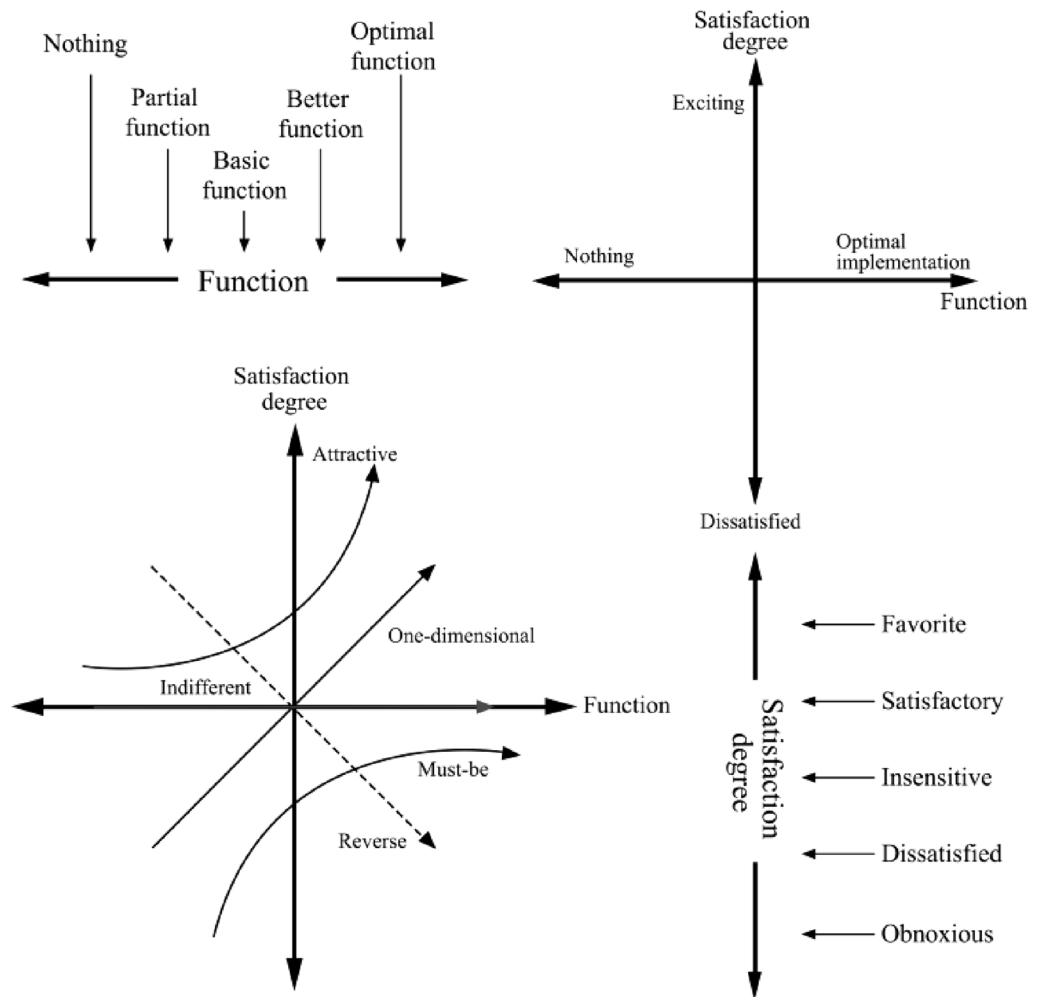 Nothing
Partial
function
Basic
function
Better
function
Optimal
function
Function
Satisfaction
degree
Exciting
Nothing
Optimal
implementation
Function
Dissatisfied
Satisfaction
degree
Attractive
One-dimensional
Indifferent
Function
Must-be
Reverse
Satisfaction
degree
Favorite
Satisfactory
Insensitive
Dissatisfied
Obnoxious